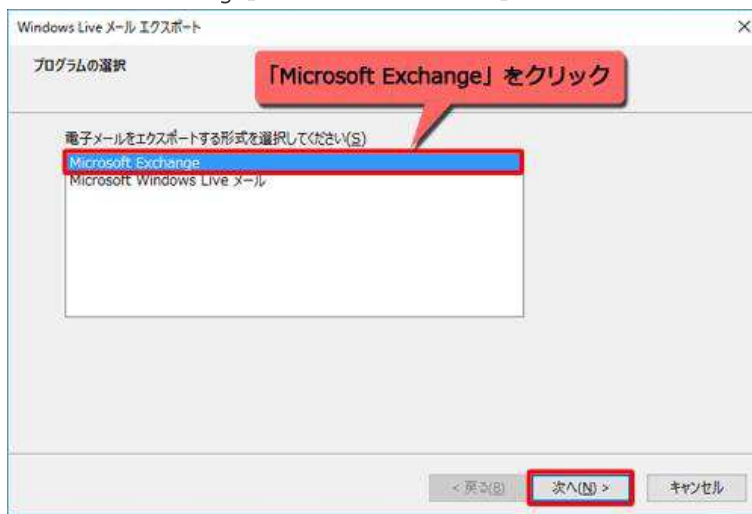 Windows Live メール エクスポート
プログラムの選択
「Microsoft Exchange」をクリック
電子メールをエクスポートする形式を選択してください(S)
Microsoft Exchange
Microsoft Windows Live メール
< 戻る(B)
次へ(N) >
キャンセル